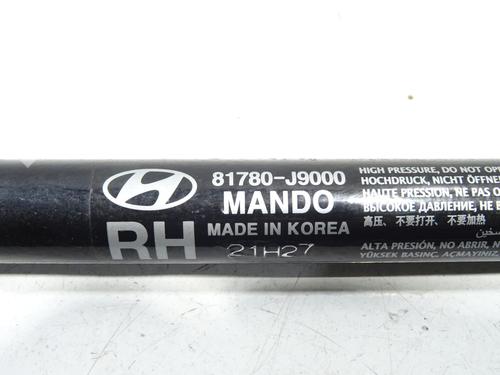 81780-J9000
MANDO
RH MADE IN KOREA
21H27
HIGH PRESSURE, DO NOT OPE
HOCHDRUCK, NICHT ÖFFNE
HAUTE PRESSION, NE PAS O
ВЫСОКОЕ ДАВЛЕНИЕ, НЕ В
高压、不要打开、不要加热
ALTA PRESIÓN, NO ABRIR, N
YÜKSEK BASINÇ, AÇMAYINIZ,